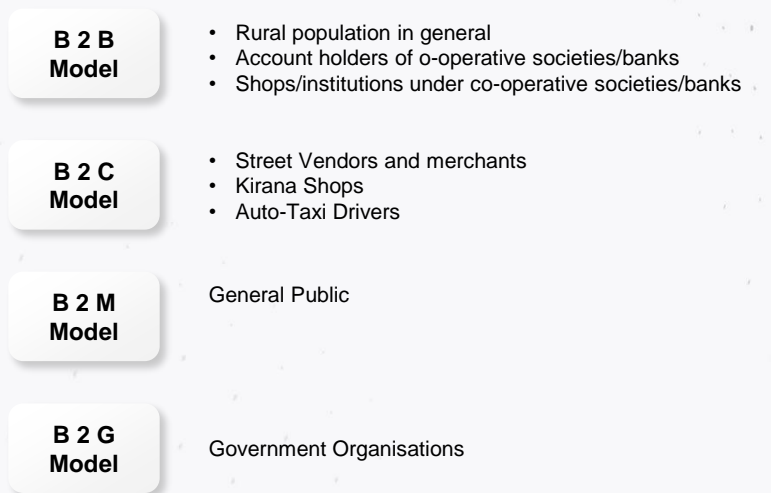 B 2 B
Model
• Rural population in general
• Account holders of o-operative societies/banks
• Shops/institutions under co-operative societies/banks
B 2 C
Model
• Street Vendors and merchants
• Kirana Shops
• Auto-Taxi Drivers
B 2 M
Model
General Public
B 2 G
Model
Government Organisations